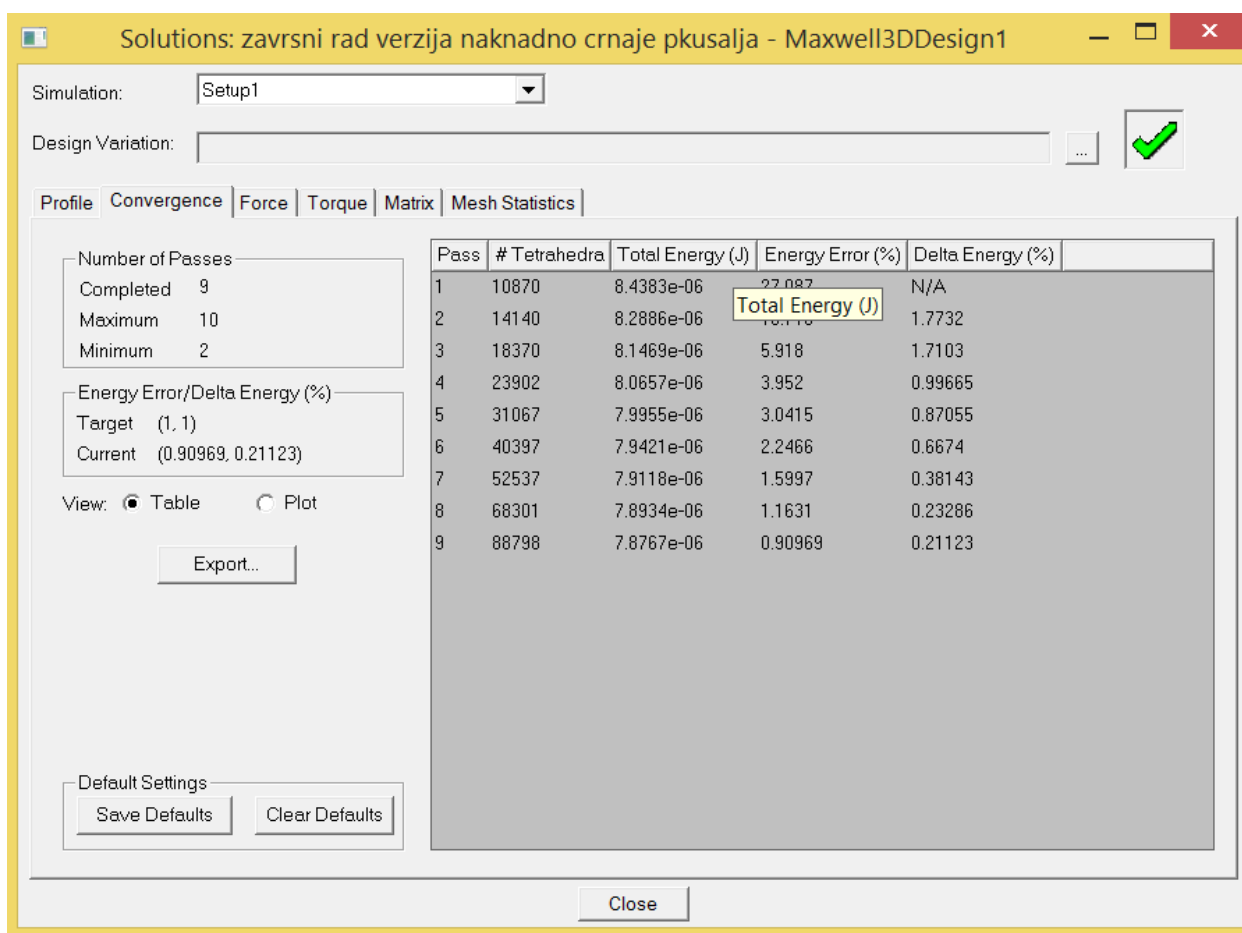 Solutions: zavrsni rad verzija naknadno crnaje pkusalja - Maxwell3DDesign1
Simulation: Setup1
Design Variation: ...
Profile Convergence Force Torque Matrix Mesh Statistics
Number of Passes
Completed 9
Maximum 10
Minimum 2
Energy Error/Delta Energy (%)
Target (1, 1)
Current (0.90969, 0.21123)
View: Table Plot
Export...
Default Settings
Save Defaults Clear Defaults
Pass # Tetrahedra Total Energy (J) Energy Error (%) Delta Energy (%)
1 10870 8.4383e-06 27.087 N/A
Total Energy (J)
2 14140 8.2886e-06 1.7732
3 18370 8.1469e-06 5.918 1.7103
4 23902 8.0657e-06 3.952 0.99665
5 31067 7.9955e-06 3.0415 0.87055
6 40397 7.9421e-06 2.2466 0.6674
7 52537 7.9118e-06 1.5997 0.38143
8 68301 7.8934e-06 1.1631 0.23286
9 88798 7.8767e-06 0.90969 0.21123
Close